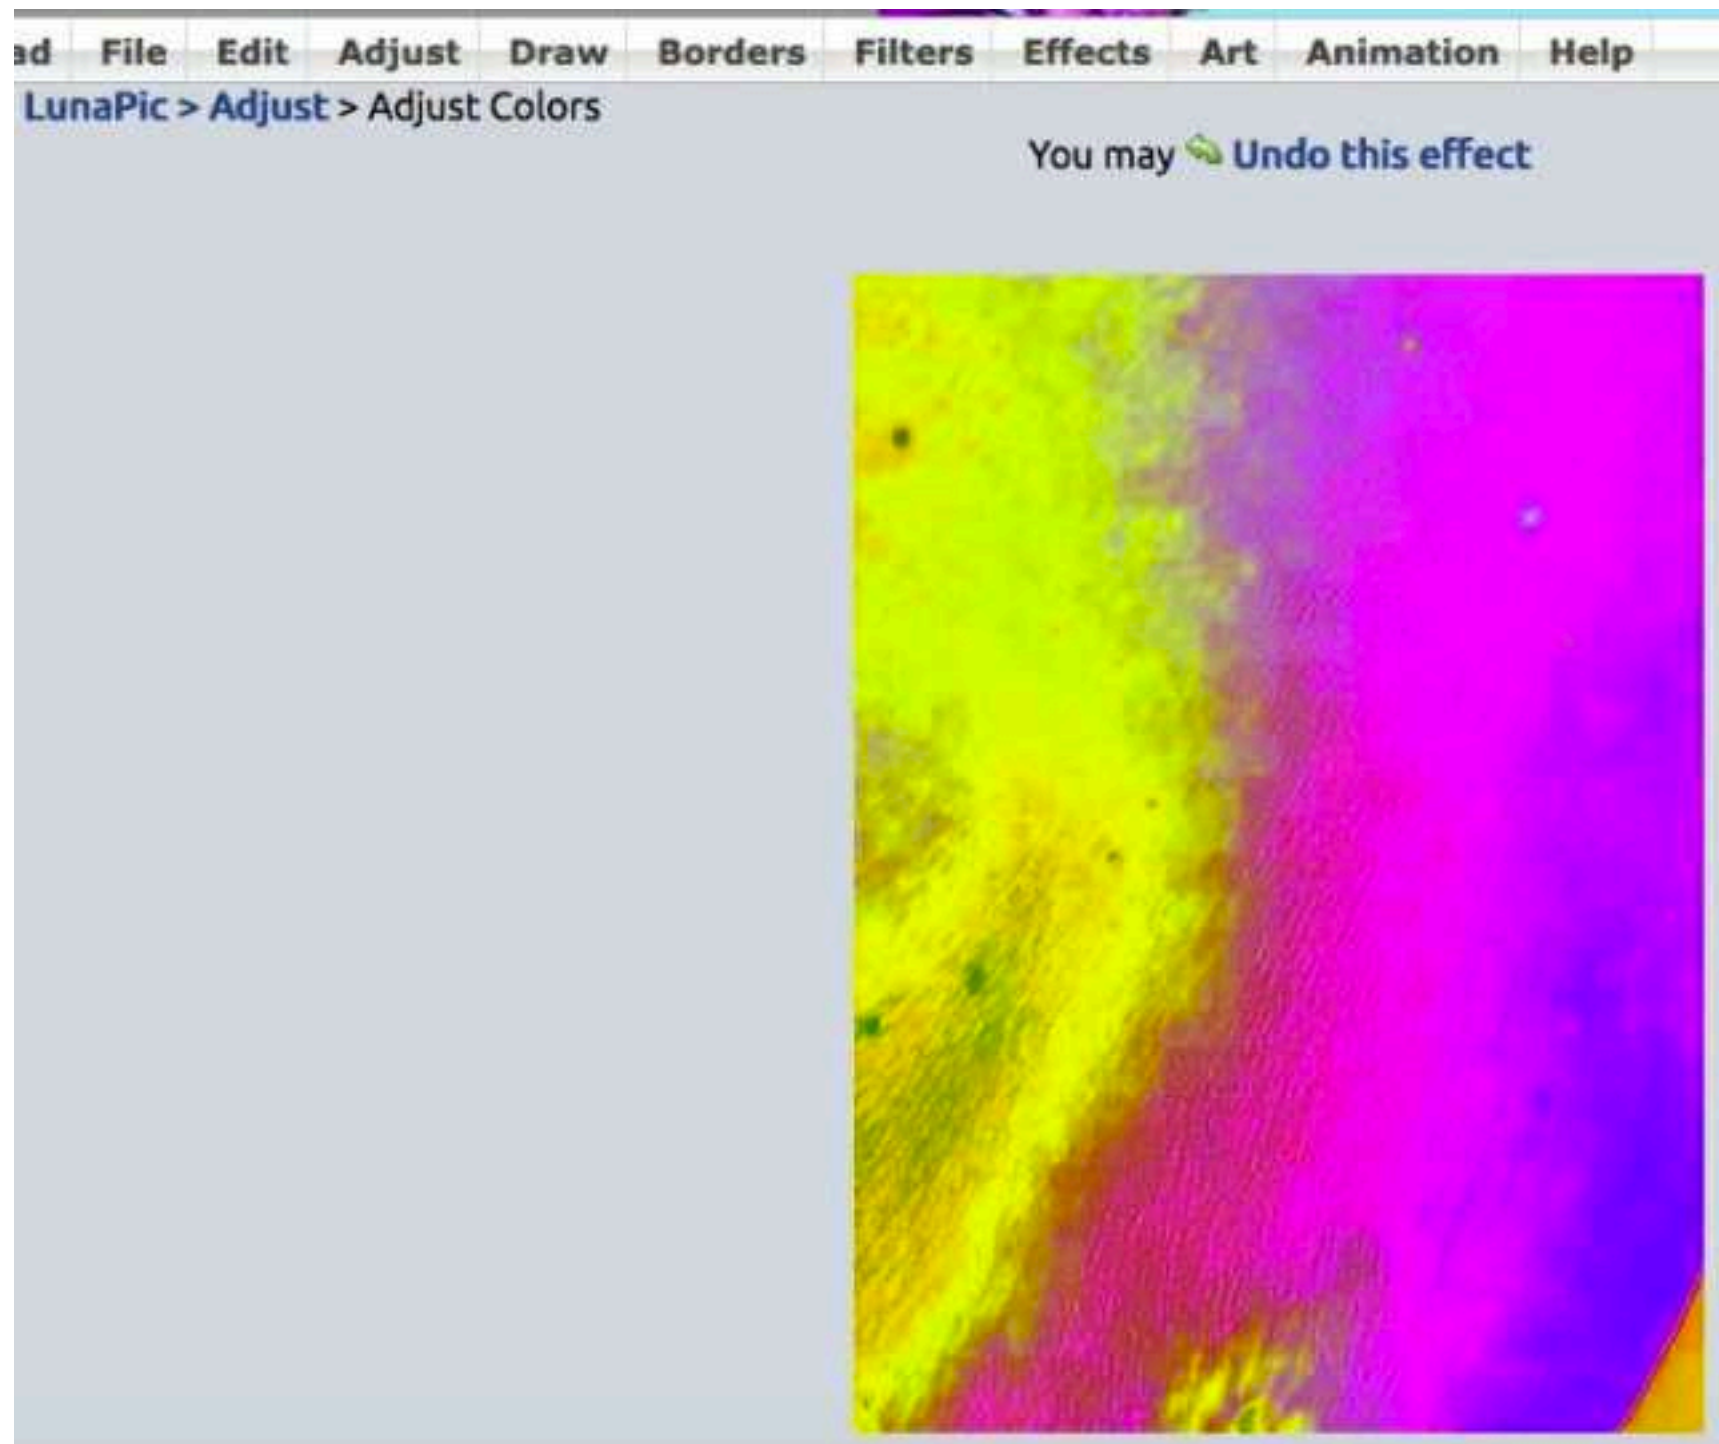 ad File Edit Adjust Draw Borders Filters Effects Art Animation Help
LunaPic > Adjust > Adjust Colors
You may Undo this effect